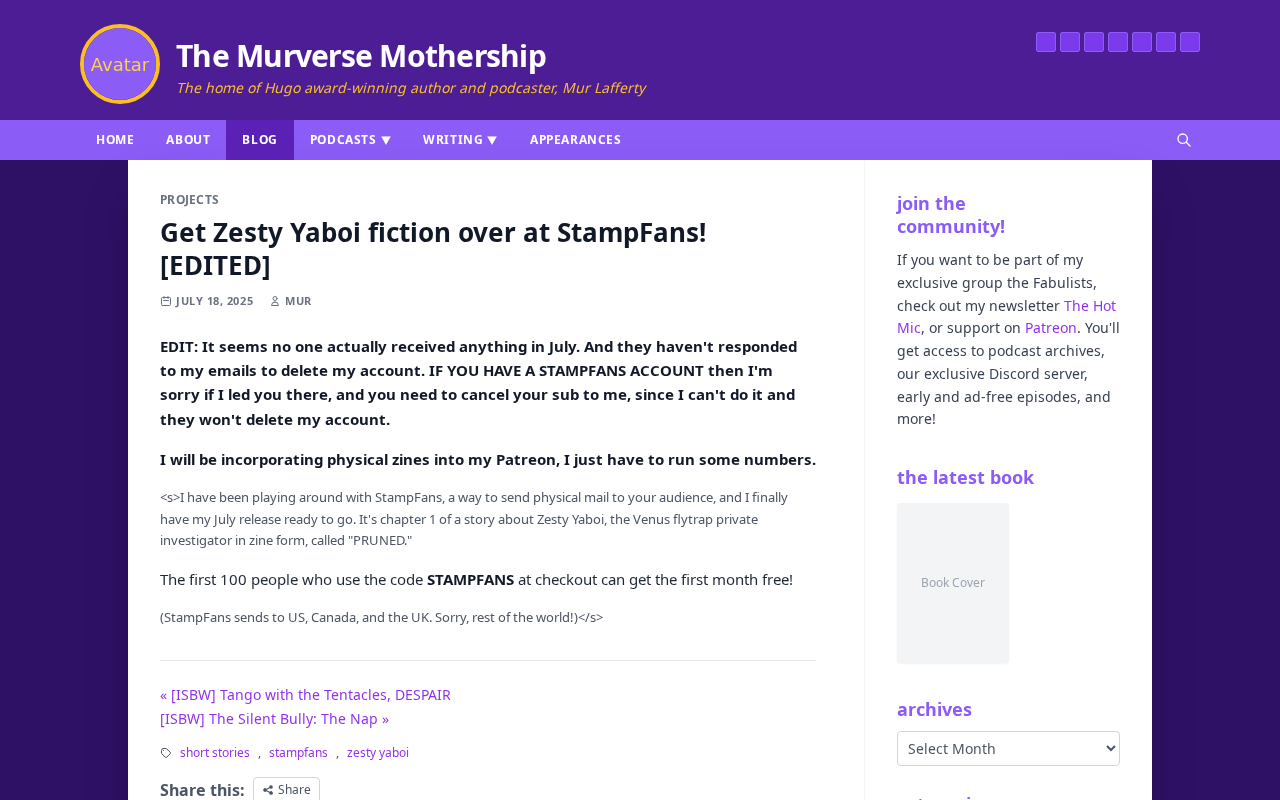 Avatar
The Murverse Mothership
The home of Hugo award-winning author and podcaster, Mur Lafferty
HOME
ABOUT
BLOG
PODCASTS ▼
WRITING ▼
APPEARANCES
PROJECTS
Get Zesty Yaboi fiction over at StampFans!
[EDITED]
JULY 18, 2025
MUR
EDIT: It seems no one actually received anything in July. And they haven't responded
to my emails to delete my account. IF YOU HAVE A STAMPFANS ACCOUNT then I'm
sorry if I led you there, and you need to cancel your sub to me, since I can't do it and
they won't delete my account.
I will be incorporating physical zines into my Patreon, I just have to run some numbers.
<s>I have been playing around with StampFans, a way to send physical mail to your audience, and I finally
have my July release ready to go. It's chapter 1 of a story about Zesty Yaboi, the Venus flytrap private
investigator in zine form, called "PRUNED."
The first 100 people who use the code STAMPFANS at checkout can get the first month free!
(StampFans sends to US, Canada, and the UK. Sorry, rest of the world!)</s>
« [ISBW] Tango with the Tentacles, DESPAIR
[ISBW] The Silent Bully: The Nap »
short stories , stampfans , zesty yaboi
Share this:
Share
join the
community!
If you want to be part of my
exclusive group the Fabulists,
check out my newsletter The Hot
Mic, or support on Patreon. You'll
get access to podcast archives,
our exclusive Discord server,
early and ad-free episodes, and
more!
the latest book
Book Cover
archives
Select Month